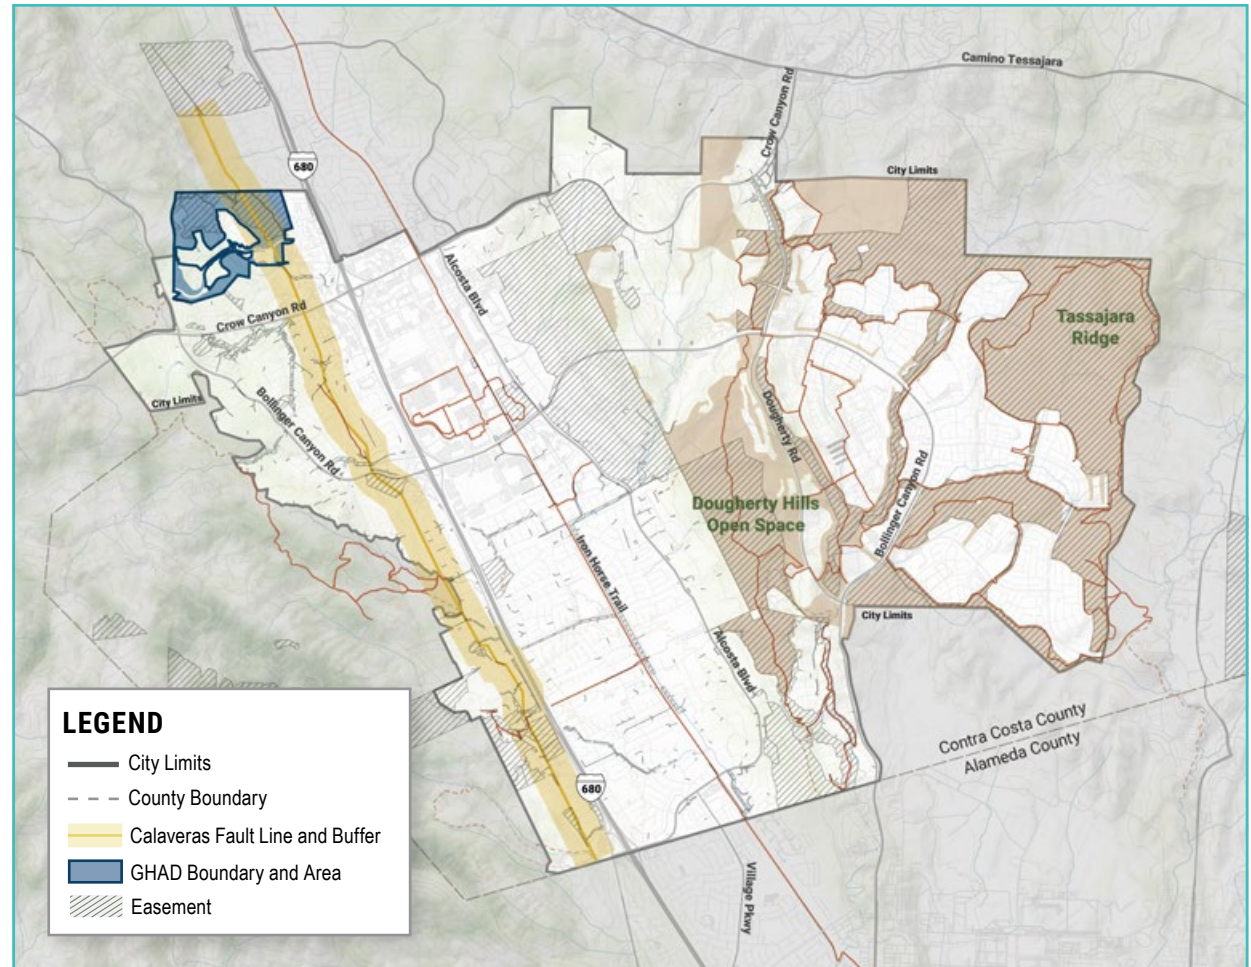 Camino Tessajara
Crow Canyon Rd
680
City Limits
Alcosta Blvd
Tassajara
Ridge
Crow Canyon Rd
City Limits
Bollinger Canyon Rd
Dougherty Rd
Bollinger Canyon Rd
Dougherty Hills
Open Space
Iron Horse Trail
City Limits
Alcosta Blvd
Contra Costa County
Alameda County
680
Village Pkwy
LEGEND
City Limits
County Boundary
Calaveras Fault Line and Buffer
GHAD Boundary and Area
Easement